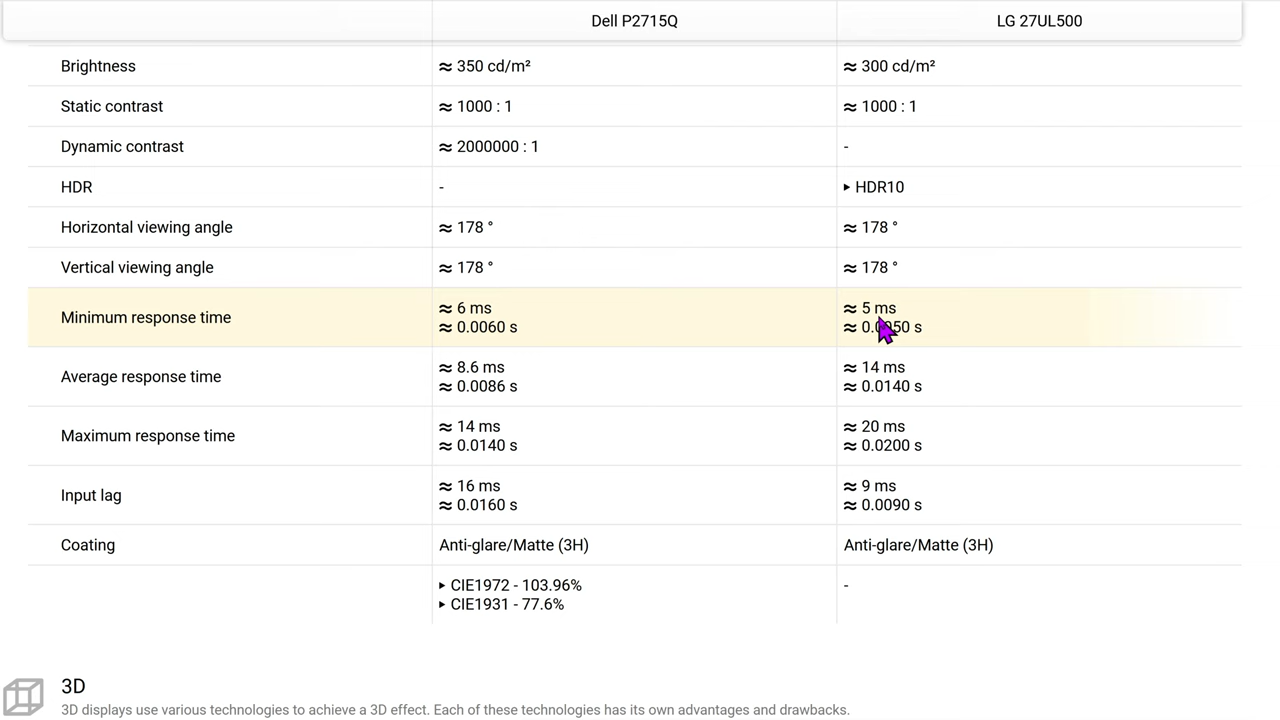 Dell P2715Q LG 27UL500
Brightness ≈ 350 cd/m² ≈ 300 cd/m²
Static contrast ≈ 1000 : 1 ≈ 1000 : 1
Dynamic contrast ≈ 2000000 : 1 -
HDR - ▸ HDR10
Horizontal viewing angle ≈ 178 ° ≈ 178 °
Vertical viewing angle ≈ 178 ° ≈ 178 °
Minimum response time ≈ 6 ms ≈ 5 ms
≈ 0.0060 s ≈ 0.0050 s
Average response time ≈ 8.6 ms ≈ 14 ms
≈ 0.0086 s ≈ 0.0140 s
Maximum response time ≈ 14 ms ≈ 20 ms
≈ 0.0140 s ≈ 0.0200 s
Input lag ≈ 16 ms ≈ 9 ms
≈ 0.0160 s ≈ 0.0090 s
Coating Anti-glare/Matte (3H) Anti-glare/Matte (3H)
▸ CIE1972 - 103.96% -
▸ CIE1931 - 77.6%
3D
3D displays use various technologies to achieve a 3D effect. Each of these technologies has its own advantages and drawbacks.